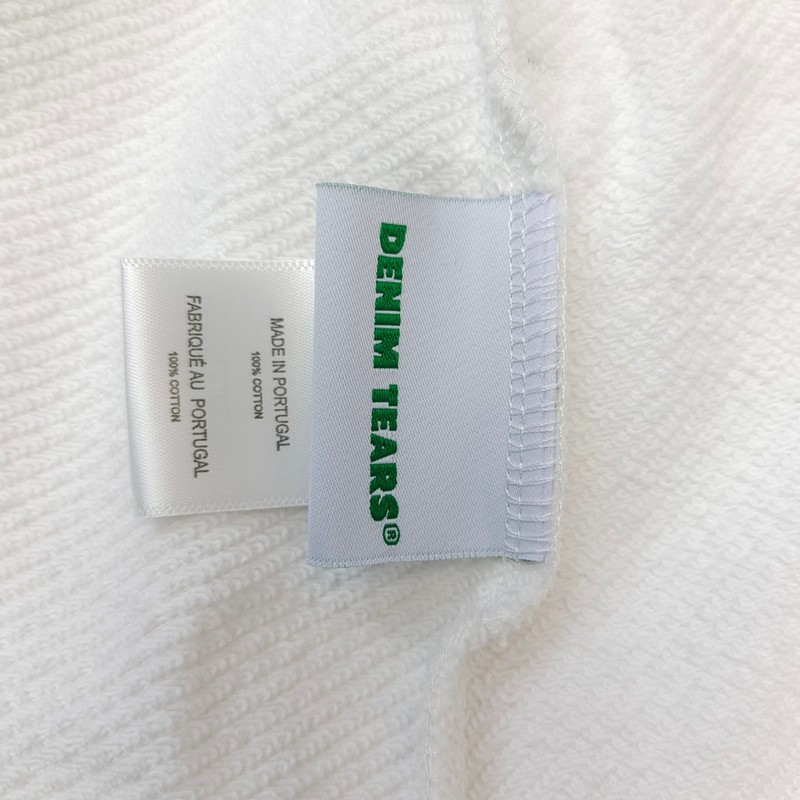 DENIM TEARS®
MADE IN PORTUGAL
100% COTTON
FABRIQUÉ AU PORTUGAL
100% COTTON